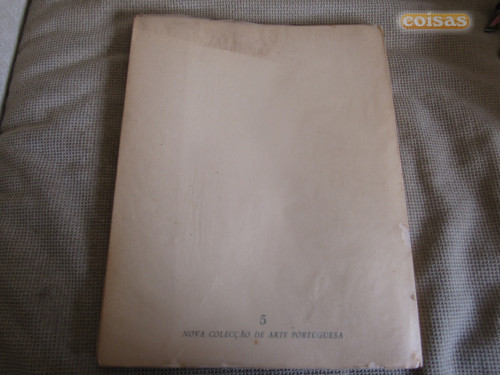 coisas
5
NOVA COLECÇÃO DE ARTE PORTUGUESA